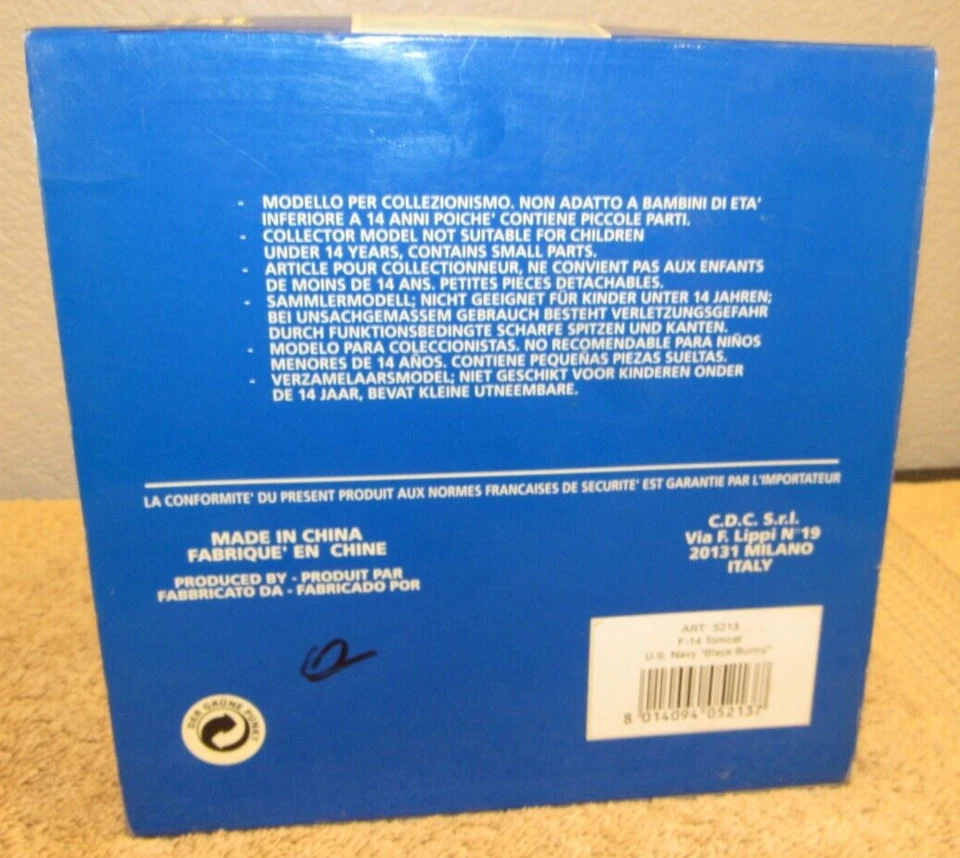 - MODELLO PER COLLEZIONISMO. NON ADATTO A BAMBINI DI ETA'
INFERIORE A 14 ANNI POICHE' CONTIENE PICCOLE PARTI.
- COLLECTOR MODEL NOT SUITABLE FOR CHILDREN
UNDER 14 YEARS, CONTAINS SMALL PARTS.
- ARTICLE POUR COLLECTIONNEUR, NE CONVIENT PAS AUX ENFANTS
DE MOINS DE 14 ANS. PETITES PIECES DETACHABLES.
- SAMMLERMODELL; NICHT GEEIGNET FÜR KINDER UNTER 14 JAHREN;
BEI UNSACHGEMASSEM GEBRAUCH BESTEHT VERLETZUNGSGEFAHR
DURCH FUNKTIONSBEDINGTE SCHARFE SPITZEN UND KANTEN.
- MODELO PARA COLECCIONISTAS. NO RECOMENDABLE PARA NIÑOS
MENORES DE 14 AÑOS. CONTIENE PEQUEÑAS PIEZAS SUELTAS.
- VERZAMELAARSMODEL; NIET GESCHIKT VOOR KINDEREN ONDER
DE 14 JAAR, BEVAT KLEINE UTNEEMBARE.
LA CONFORMITE' DU PRESENT PRODUIT AUX NORMES FRANCAISES DE SECURITE' EST GARANTIE PAR L'IMPORTATEUR
MADE IN CHINA
FABRIQUE' EN CHINE
PRODUCED BY - PRODUIT PAR
FABBRICATO DA - FABRICADO POR
C.D.C. S.r.l.
Via F. Lippi N°19
20131 MILANO
ITALY
ART. 5213
F-14 Tomcat
U.S. Navy "Black Bunny"
8 014094 052137
DER GRÜNE PUNKT